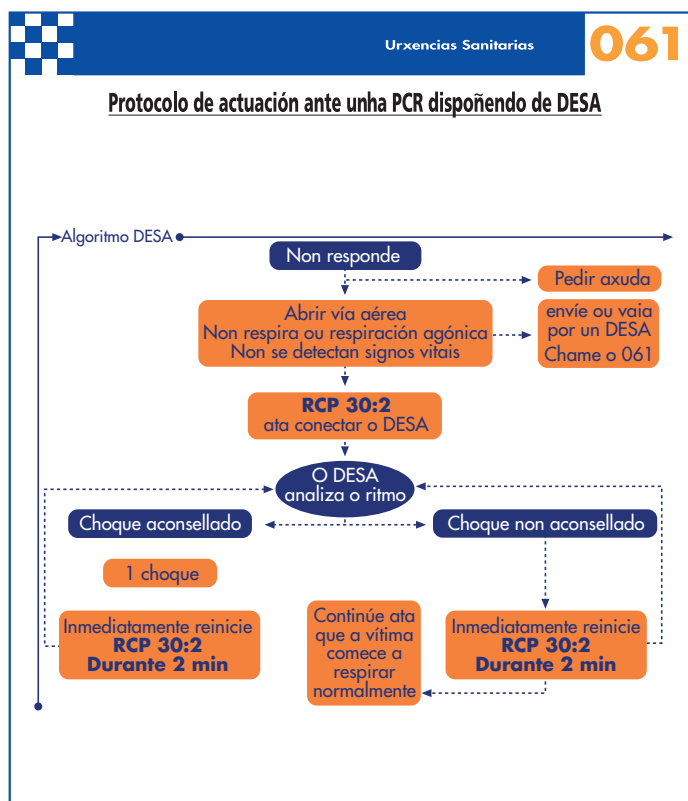 Urxencias Sanitarias
061
Protocolo de actuación ante unha PCR dispoñendo de DESA
Algoritmo DESA
Non responde
Pedir axuda
Abrir vía aérea
Non respira ou respiración agónica
Non se detectan signos vitais
envíe ou vaia
por un DESA
Chame o 061
RCP 30:2
ata conectar o DESA
O DESA
analiza o ritmo
Choque aconsellado
Choque non aconsellado
1 choque
Inmediatamente reinicie
RCP 30:2
Durante 2 min
Continúe ata
que a vítima
comece a
respirar
normalmente
Inmediatamente reinicie
RCP 30:2
Durante 2 min